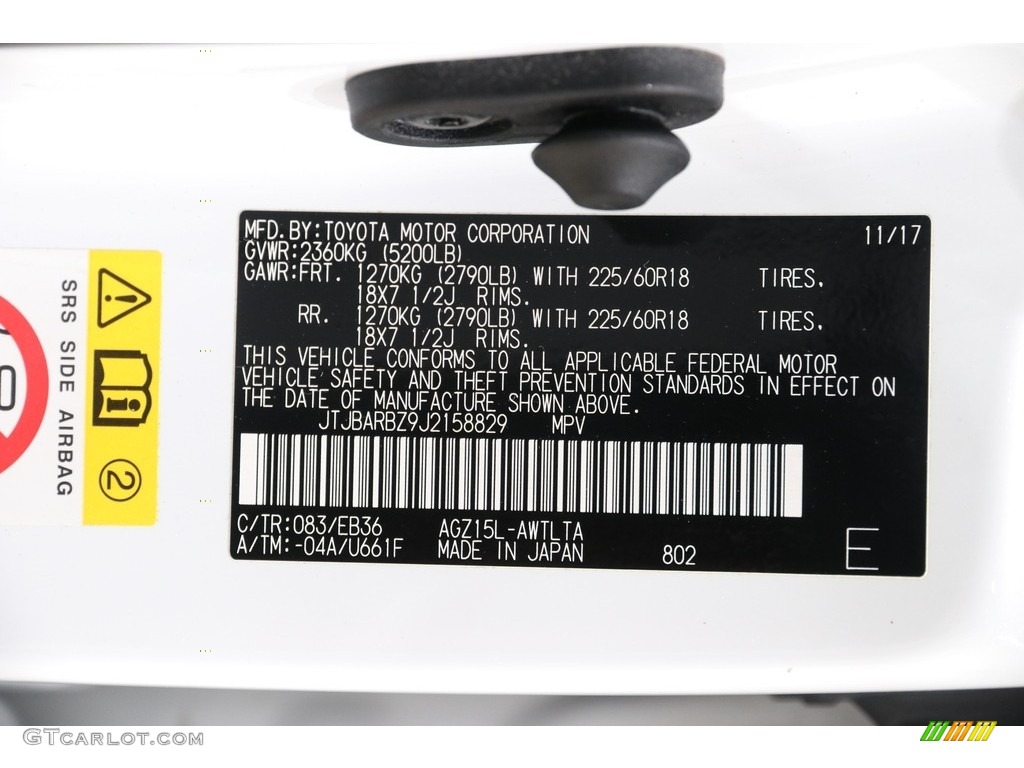 MFD.BY:TOYOTA MOTOR CORPORATION 11/17
GVWR:2360KG (5200LB)
GAWR:FRT. 1270KG (2790LB) WITH 225/60R18 TIRES,
18X7 1/2J RIMS.
RR. 1270KG (2790LB) WITH 225/60R18 TIRES,
18X7 1/2J RIMS.
THIS VEHICLE CONFORMS TO ALL APPLICABLE FEDERAL MOTOR
VEHICLE SAFETY AND THEFT PREVENTION STANDARDS IN EFFECT ON
THE DATE OF MANUFACTURE SHOWN ABOVE.
JTJBARBZ9J2158829 MPV
C/TR:083/EB36 AGZ15L-AWTLTA
A/TM:-04A/U661F MADE IN JAPAN 802 E
SRS SIDE AIRBAG
2
GTCarlot.com